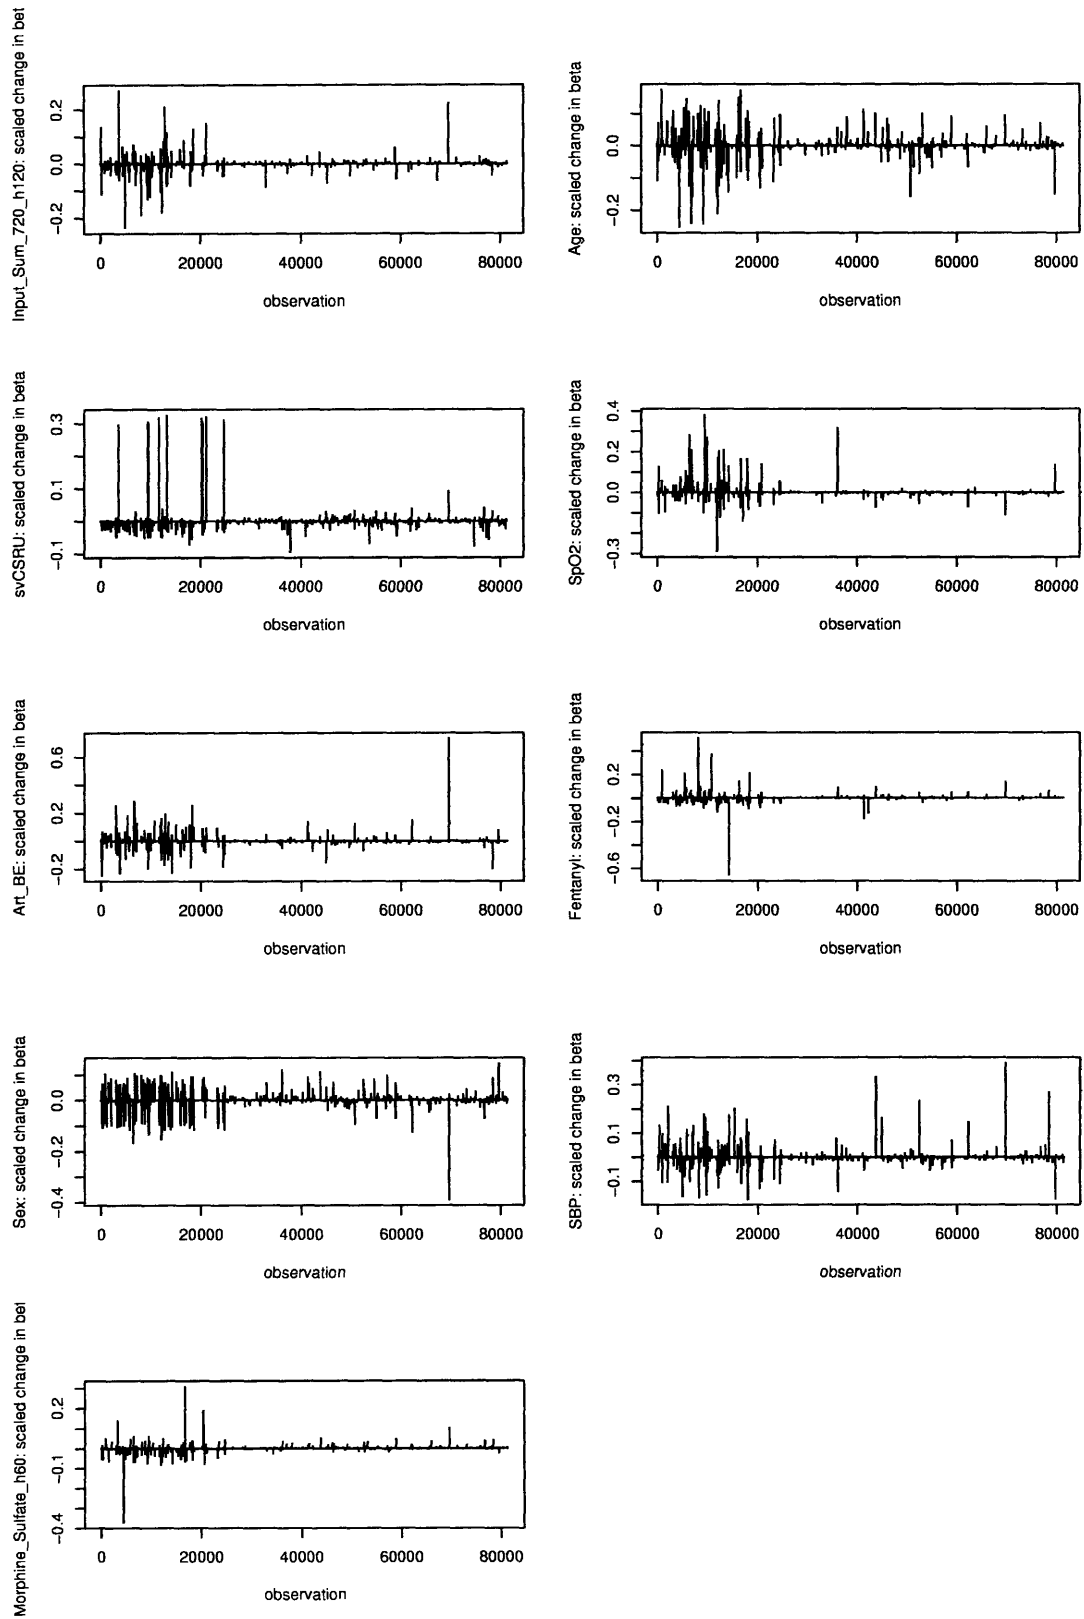 Input_Sum_720_h120: scaled change in bet
0.2
0.0
-0.2
0 20000 40000 60000 80000
observation
Age: scaled change in beta
0.0
-0.2
0 20000 40000 60000 80000
observation
svCSRU: scaled change in beta
0.3
0.1
-0.1
0 20000 40000 60000 80000
observation
SpO2: scaled change in beta
0.4
0.2
0.0
-0.3
0 20000 40000 60000 80000
observation
Art_BE: scaled change in beta
0.6
0.2
-0.2
0 20000 40000 60000 80000
observation
Fentanyl: scaled change in beta
0.2
-0.2
-0.6
0 20000 40000 60000 80000
observation
Sex: scaled change in beta
0.0
-0.2
-0.4
0 20000 40000 60000 80000
observation
SBP: scaled change in beta
0.3
0.1
-0.1
0 20000 40000 60000 80000
observation
Morphine_Sulfate_h60: scaled change in bet
0.2
-0.1
-0.4
0 20000 40000 60000 80000
observation